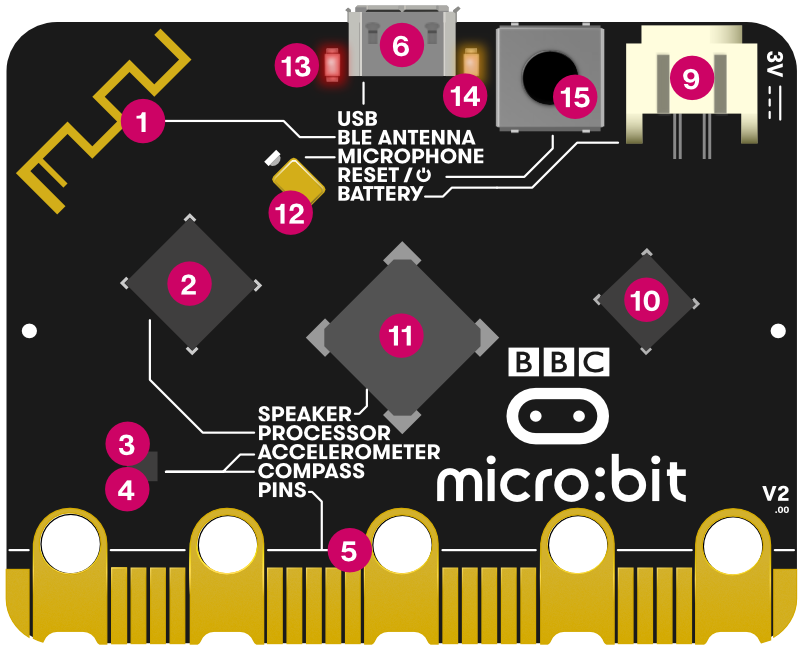 6
13
14
15
9
3V
1
USB
BLE ANTENNA
MICROPHONE
RESET /
BATTERY
12
2
10
11
BBC
SPEAKER
PROCESSOR
ACCELEROMETER
COMPASS
PINS
3
4
micro:bit
V2
.00
5